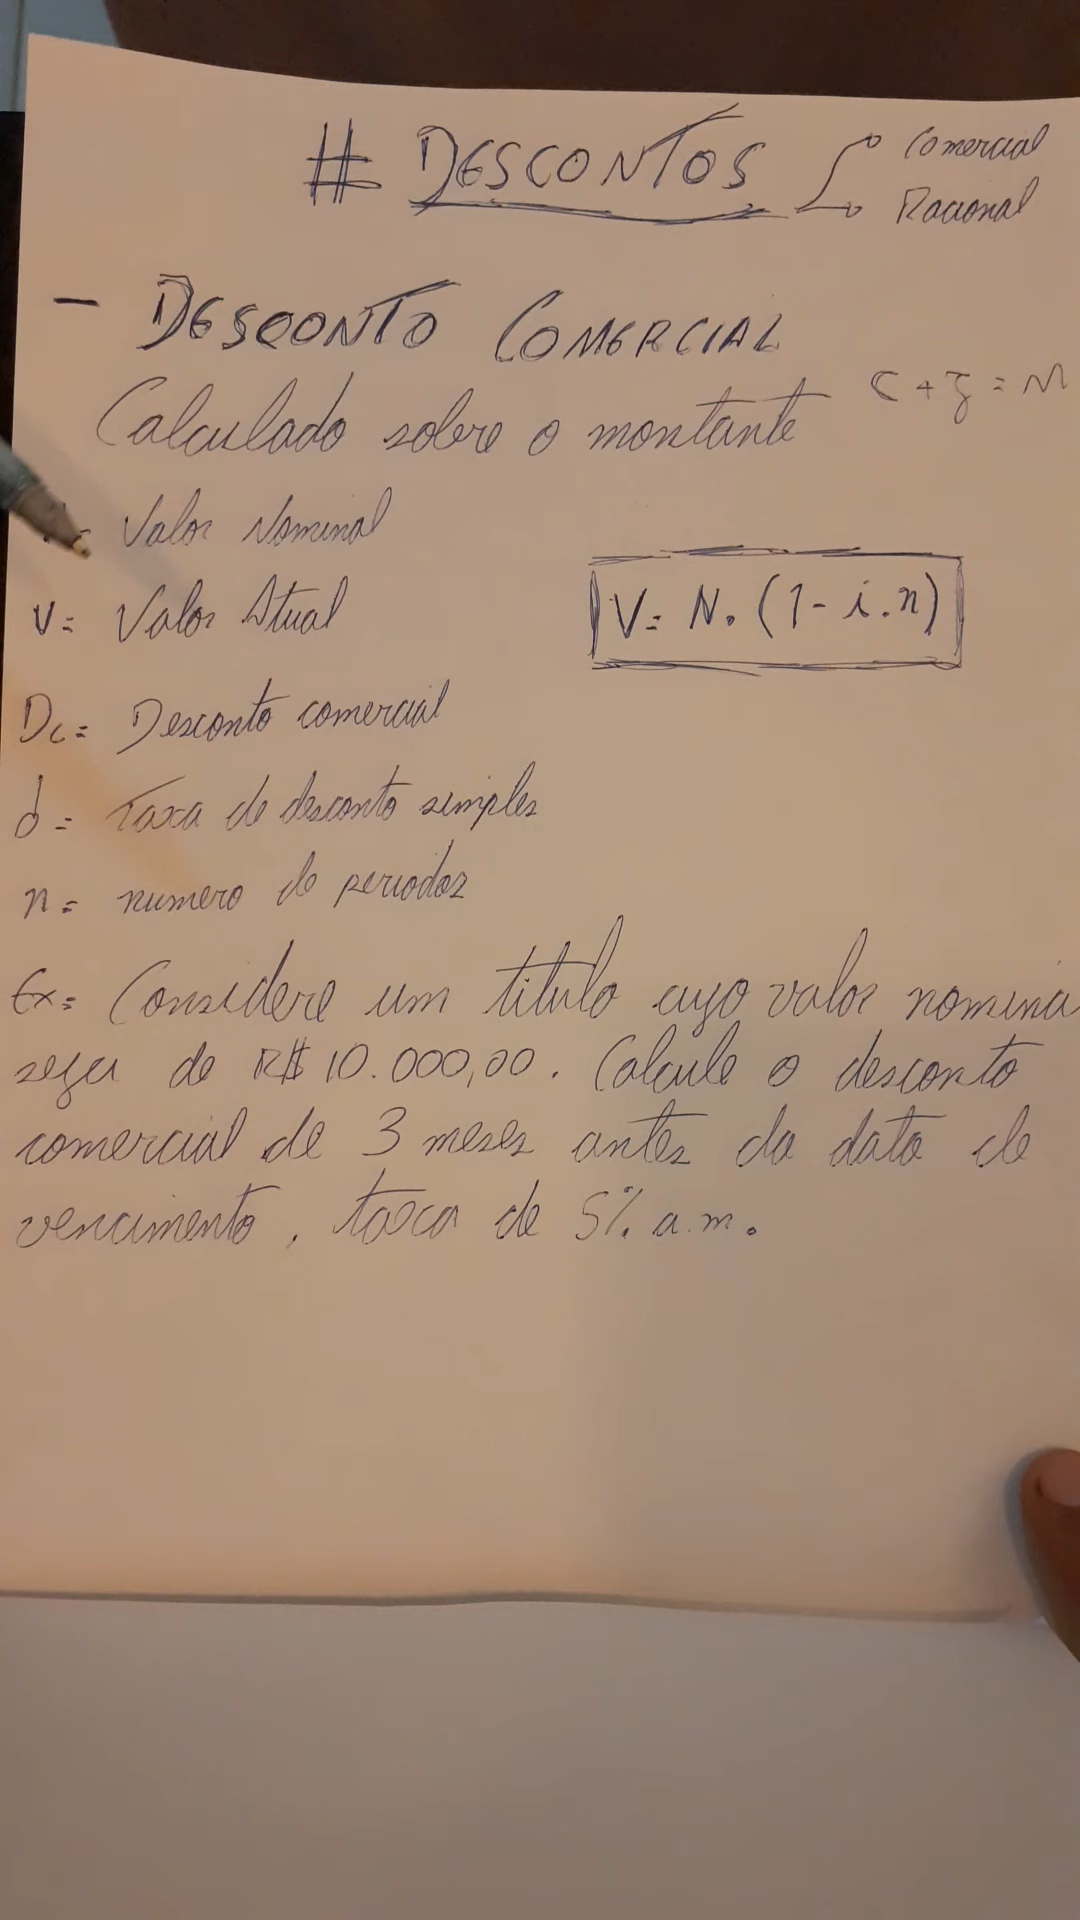 # DESCONTOS
Comercial
Racional
- DESCONTO COMERCIAL
C + J = M
Calculado sobre o montante
= Valor Nominal
V= Valor Atual
V= N. (1- i.n)
Dc= Desconto comercial
d= Taxa de desconto simples
n= numero de periodos
Ex= Considere um titulo cujo valor nomina
seja de R$ 10.000,00. Calcule o desconto
comercial de 3 meses antes da data de
vencimento, taxa de 5% a.m.